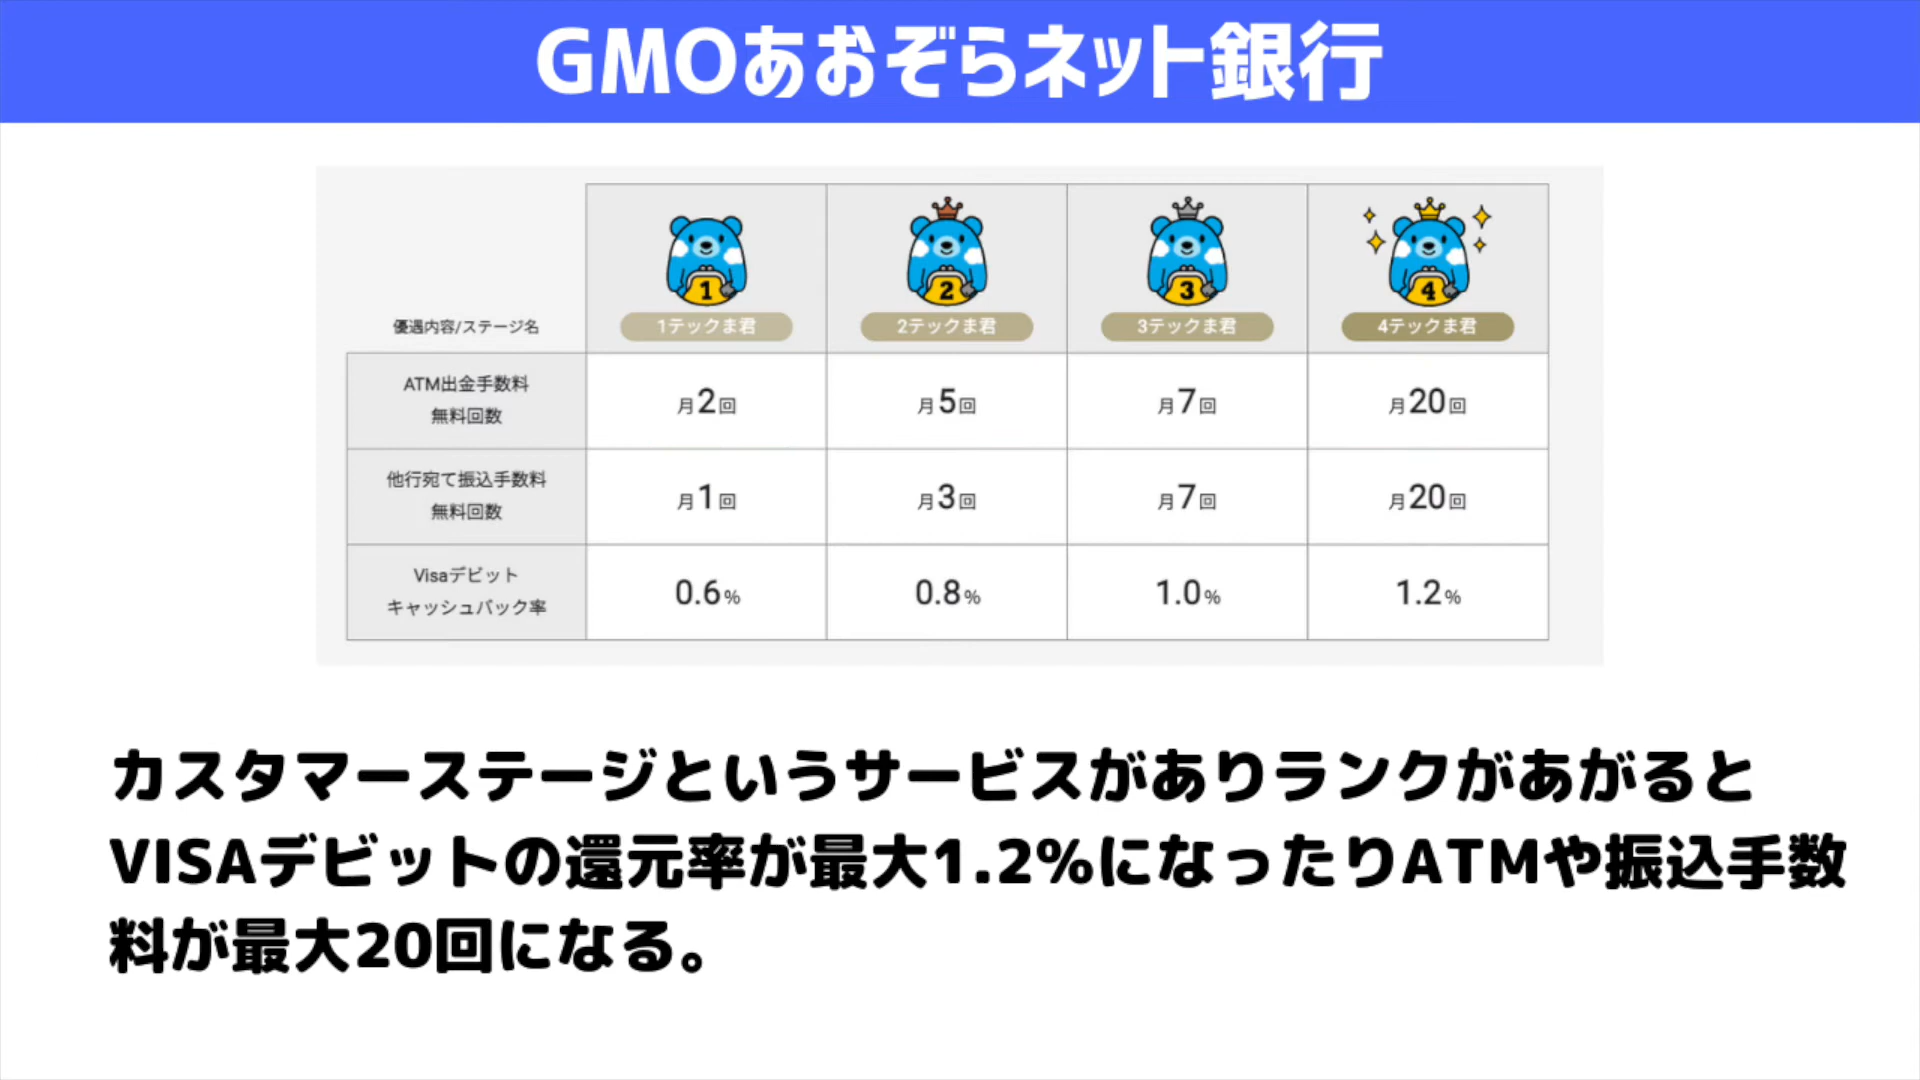 GMOあおぞらネット銀行
1
2
3
4
優遇内容/ステージ名
1テックま君
2テックま君
3テックま君
4テックま君
ATM出金手数料
無料回数
月2回
月5回
月7回
月20回
他行宛て振込手数料
無料回数
月1回
月3回
月7回
月20回
Visaデビット
キャッシュバック率
0.6%
0.8%
1.0%
1.2%
カスタマーステージというサービスがありランクがあがると
VISAデビットの還元率が最大1.2%になったりATMや振込手数
料が最大20回になる。